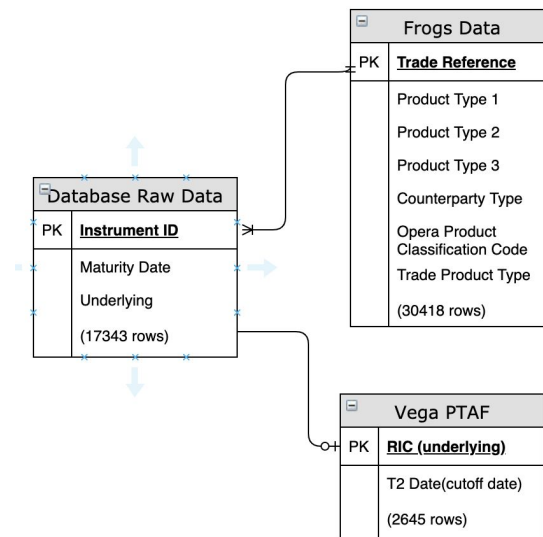 Frogs Data
PK Trade Reference
Product Type 1
Product Type 2
Product Type 3
Counterparty Type
Opera Product
Classification Code
Trade Product Type
(30418 rows)
Database Raw Data
PK Instrument ID
Maturity Date
Underlying
(17343 rows)
Vega PTAF
PK RIC (underlying)
T2 Date(cutoff date)
(2645 rows)